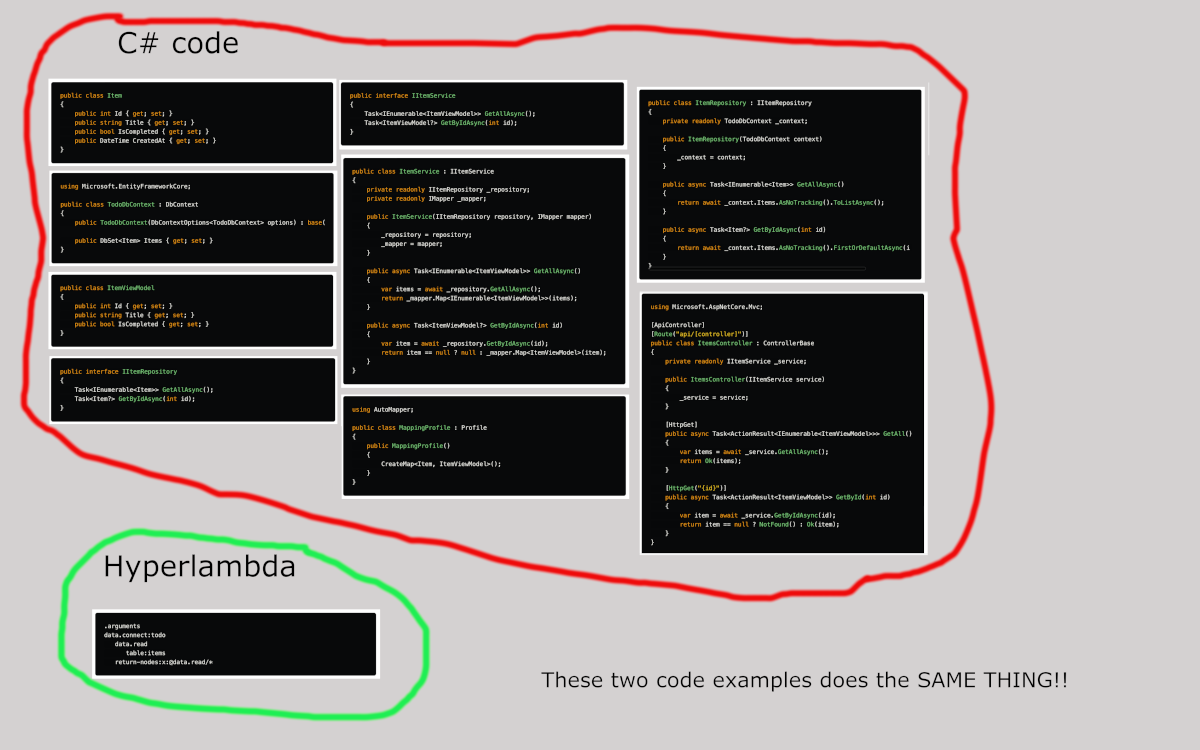 C# code
public class Item
{
    public int Id { get; set; }
    public string Title { get; set; }
    public bool IsCompleted { get; set; }
    public DateTime CreatedAt { get; set; }
}
using Microsoft.EntityFrameworkCore;
public class TodoDbContext : DbContext
{
    public TodoDbContext(DbContextOptions<TodoDbContext> options) : base(
    public DbSet<Item> Items { get; set; }
}
public class ItemViewModel
{
    public int Id { get; set; }
    public string Title { get; set; }
    public bool IsCompleted { get; set; }
}
public interface IItemRepository
{
    Task<IEnumerable<Item>> GetAllAsync();
    Task<Item?> GetByIdAsync(int id);
}
public interface IItemService
{
    Task<IEnumerable<ItemViewModel>> GetAllAsync();
    Task<ItemViewModel?> GetByIdAsync(int id);
}
public class ItemService : IItemService
{
    private readonly IItemRepository _repository;
    private readonly IMapper _mapper;
    public ItemService(IItemRepository repository, IMapper mapper)
    {
        _repository = repository;
        _mapper = mapper;
    }
    public async Task<IEnumerable<ItemViewModel>> GetAllAsync()
    {
        var items = await _repository.GetAllAsync();
        return _mapper.Map<IEnumerable<ItemViewModel>>(items);
    }
    public async Task<ItemViewModel?> GetByIdAsync(int id)
    {
        var item = await _repository.GetByIdAsync(id);
        return item == null ? null : _mapper.Map<ItemViewModel>(item);
    }
}
using AutoMapper;
public class MappingProfile : Profile
{
    public MappingProfile()
    {
        CreateMap<Item, ItemViewModel>();
    }
}
public class ItemRepository : IItemRepository
{
    private readonly TodoDbContext _context;
    public ItemRepository(TodoDbContext context)
    {
        _context = context;
    }
    public async Task<IEnumerable<Item>> GetAllAsync()
    {
        return await _context.Items.AsNoTracking().ToListAsync();
    }
    public async Task<Item?> GetByIdAsync(int id)
    {
        return await _context.Items.AsNoTracking().FirstOrDefaultAsync(i
    }
}
using Microsoft.AspNetCore.Mvc;
[ApiController]
[Route("api/[controller]")]
public class ItemsController : ControllerBase
{
    private readonly IItemService _service;
    public ItemsController(IItemService service)
    {
        _service = service;
    }
    [HttpGet]
    public async Task<ActionResult<IEnumerable<ItemViewModel>>> GetAll()
    {
        var items = await _service.GetAllAsync();
        return Ok(items);
    }
    [HttpGet("{id}")]
    public async Task<ActionResult<ItemViewModel>> GetById(int id)
    {
        var item = await _service.GetByIdAsync(id);
        return item == null ? NotFound() : Ok(item);
    }
}
Hyperlambda
.arguments
data.connect:todo
   data.read
      table:items
   return-nodes:x:@data.read/*
These two code examples does the SAME THING!!